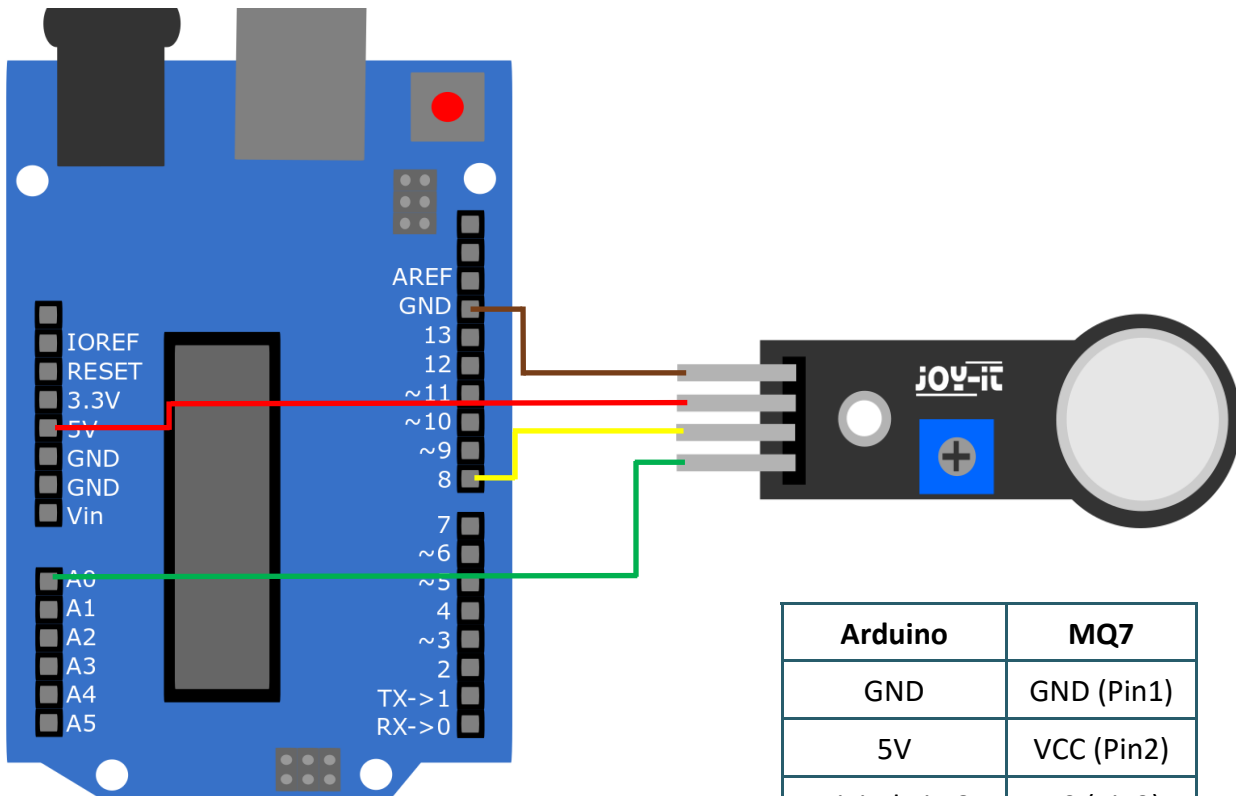 AREF
GND
13
12
~11
~10
~9
8
7
~6
~5
4
~3
2
TX->1
RX->0
IOREF
RESET
3.3V
5V
GND
GND
Vin
A0
A1
A2
A3
A4
A5
JOY-iT
Arduino MQ7
GND GND (Pin1)
5V VCC (Pin2)